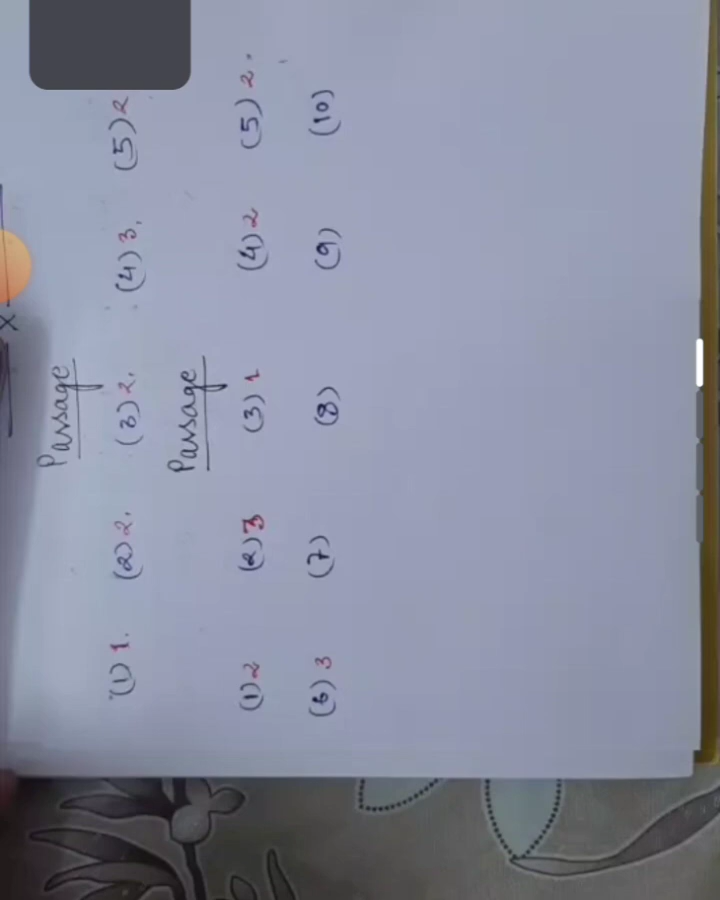 Passage
(1) 1. (2) 2. (3) 2. (4) 3. (5) 2
Passage
(1) 2 (2) 3 (3) 1 (4) 2 (5) 2.
(6) 3 (7) (8) (9) (10)